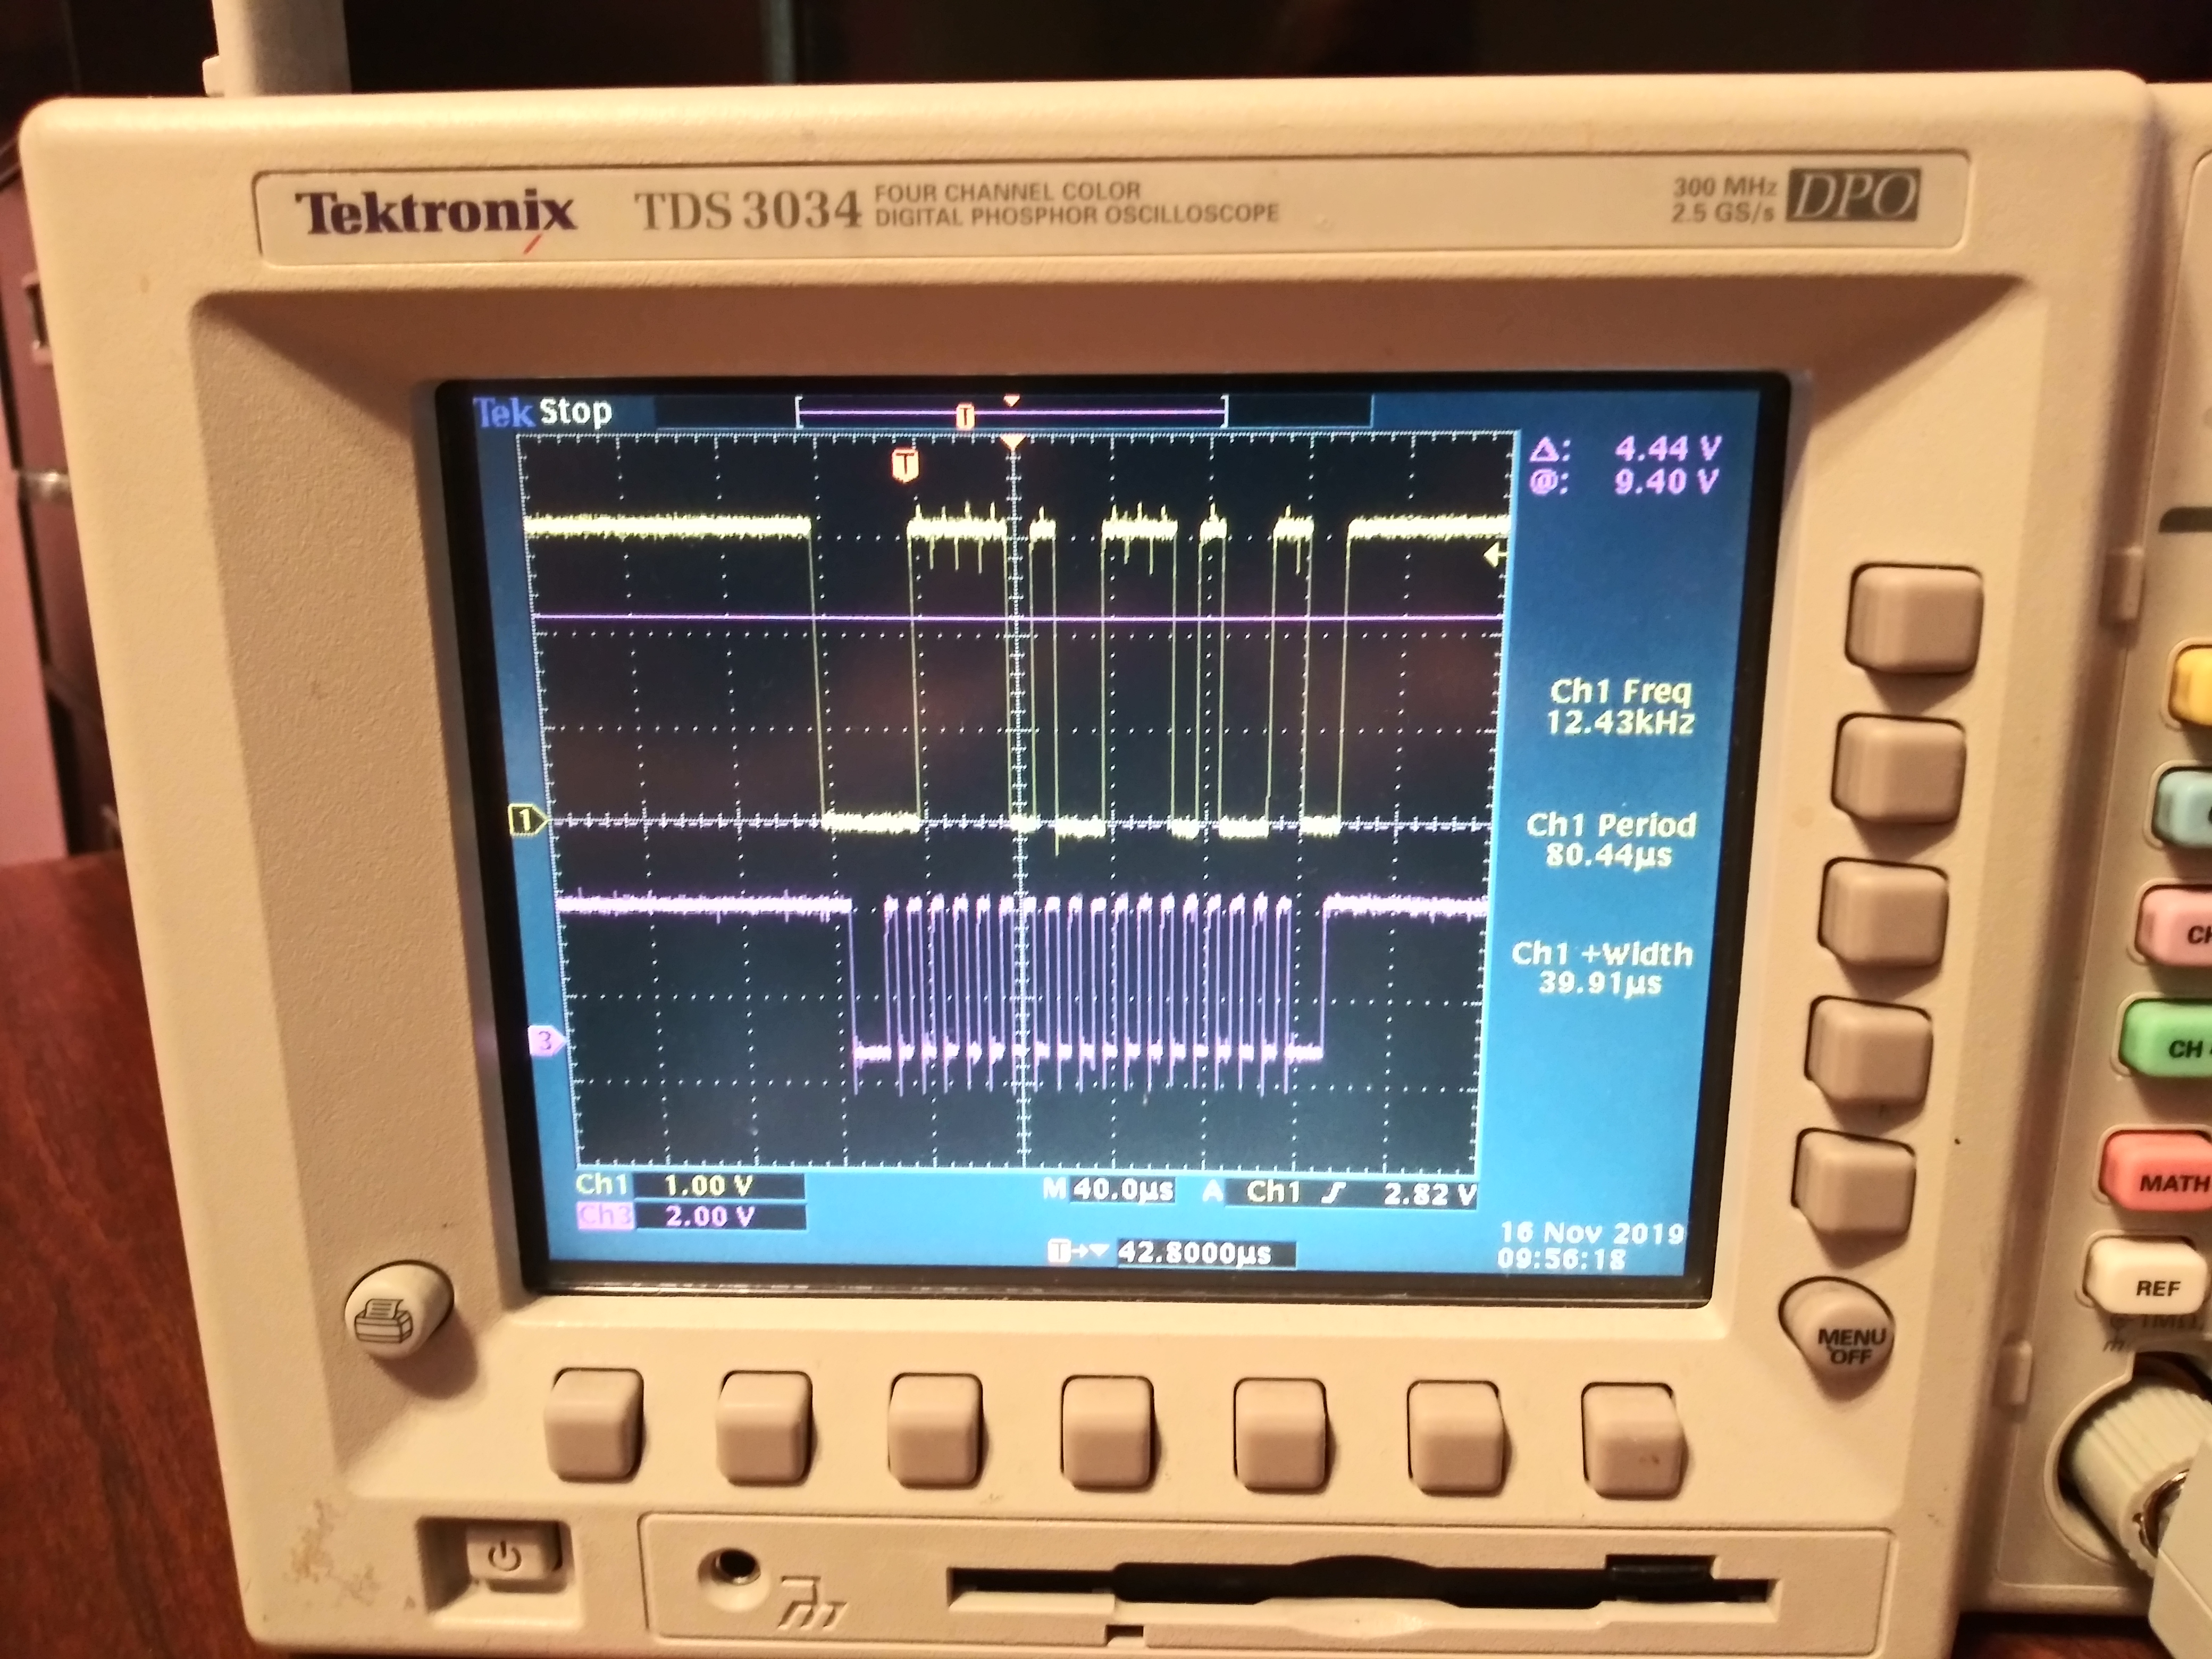 Tektronix TDS 3034 FOUR CHANNEL COLOR
DIGITAL PHOSPHOR OSCILLOSCOPE
300 MHz
2.5 GS/s
DPO
Tek Stop
T
T
Δ: 4.44 V
@: 9.40 V
Ch1 Freq
12.43kHz
1
Ch1 Period
80.44µs
Ch1 +Width
39.91µs
3
Ch1 1.00 V
Ch3 2.00 V
M 40.0µs A Ch1 2.82 V
T 42.8000µs
16 Nov 2019
09:56:18
MENU
OFF
CH
MATH
REF